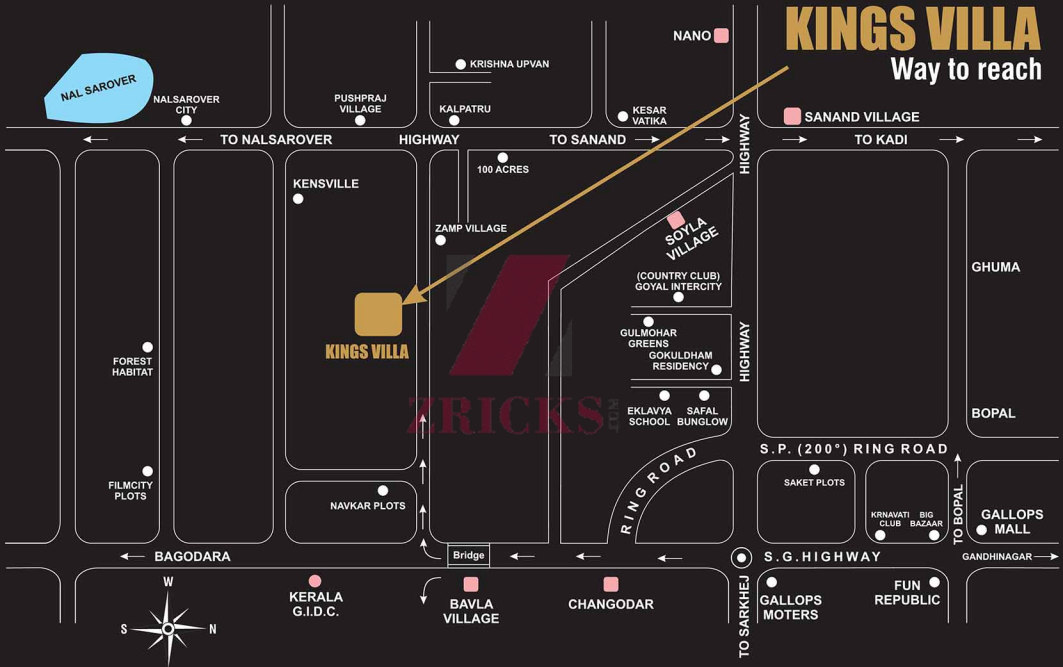 KINGS VILLA
Way to reach
NANO
KRISHNA UPVAN
NAL SAROVER
NALSAROVER
CITY
PUSHPRAJ
VILLAGE
KALPATRU
KESAR
VATIKA
SANAND VILLAGE
TO NALSAROVER
HIGHWAY
TO SANAND
HIGHWAY
TO KADI
100 ACRES
KENSVILLE
ZAMP VILLAGE
SOYLA
VILLAGE
(COUNTRY CLUB)
GOYAL INTERCITY
GHUMA
KINGS VILLA
GULMOHAR
GREENS
GOKULDHAM
RESIDENCY
HIGHWAY
FOREST
HABITAT
ZRICKS
.COM
EKLAVYA
SCHOOL
SAFAL
BUNGLOW
BOPAL
S.P. (200°) RING ROAD
RING ROAD
FILMCITY
PLOTS
NAVKAR PLOTS
SAKET PLOTS
KRNAVATI
CLUB
BIG
BAZAAR
TO BOPAL
GALLOPS
MALL
BAGODARA
Bridge
S.G.HIGHWAY
GANDHINAGAR
W
S
N
E
KERALA
G.I.D.C.
BAVLA
VILLAGE
CHANGODAR
TO SARKHEJ
GALLOPS
MOTERS
FUN
REPUBLIC